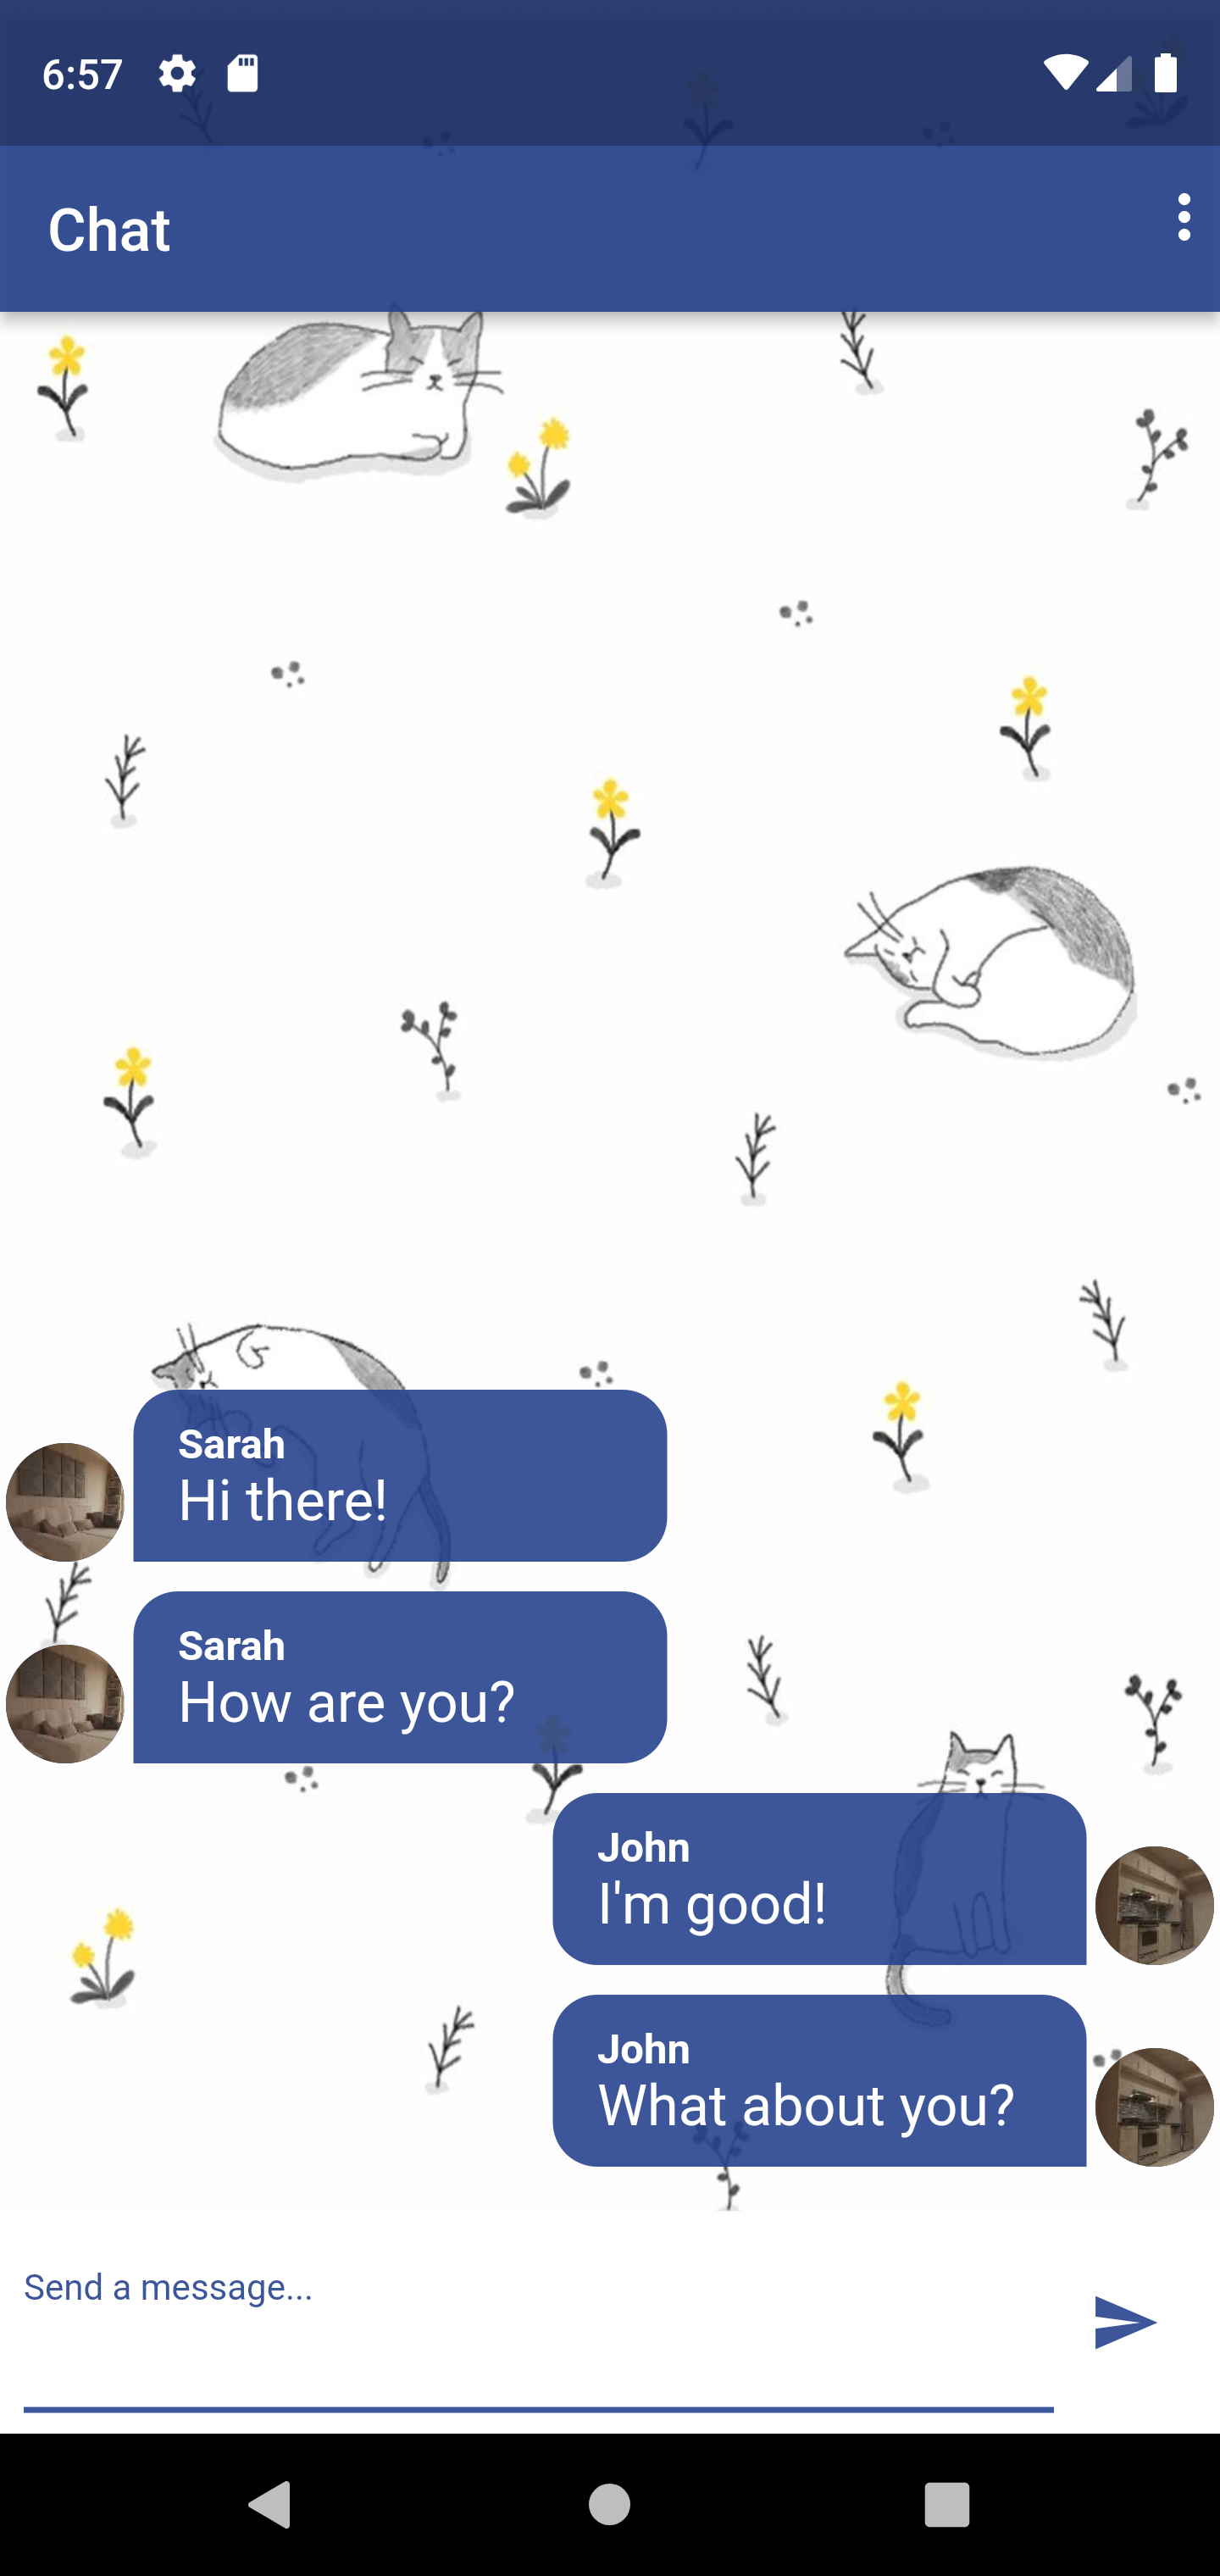 6:57
Chat
Sarah
Hi there!
Sarah
How are you?
John
I'm good!
John
What about you?
Send a message...